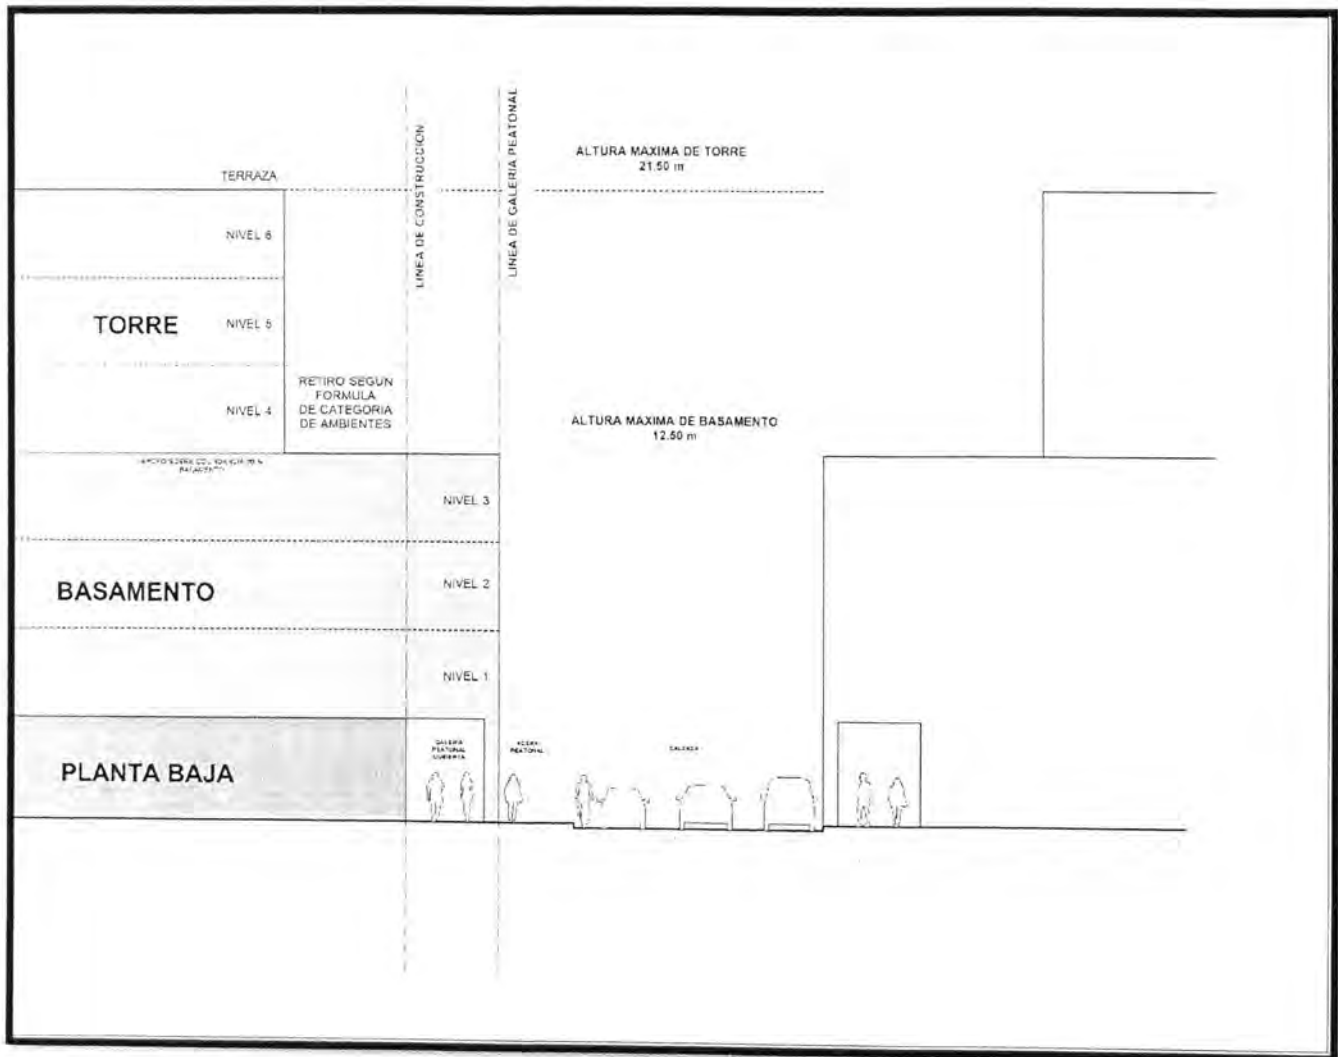 LINEA DE CONSTRUCCION
LINEA DE GALERIA PEATONAL
ALTURA MAXIMA DE TORRE
21.50 m
TERRAZA
NIVEL 6
TORRE
NIVEL 5
NIVEL 4
RETIRO SEGUN
FORMULA
DE CATEGORIA
DE AMBIENTES
ALTURA MAXIMA DE BASAMENTO
12.50 m
BASAMENTO
NIVEL 3
BASAMENTO
NIVEL 2
NIVEL 1
PLANTA BAJA
GALERIA
PEATONAL
CUBIERTA
ACERA
PEATONAL
CALZADA